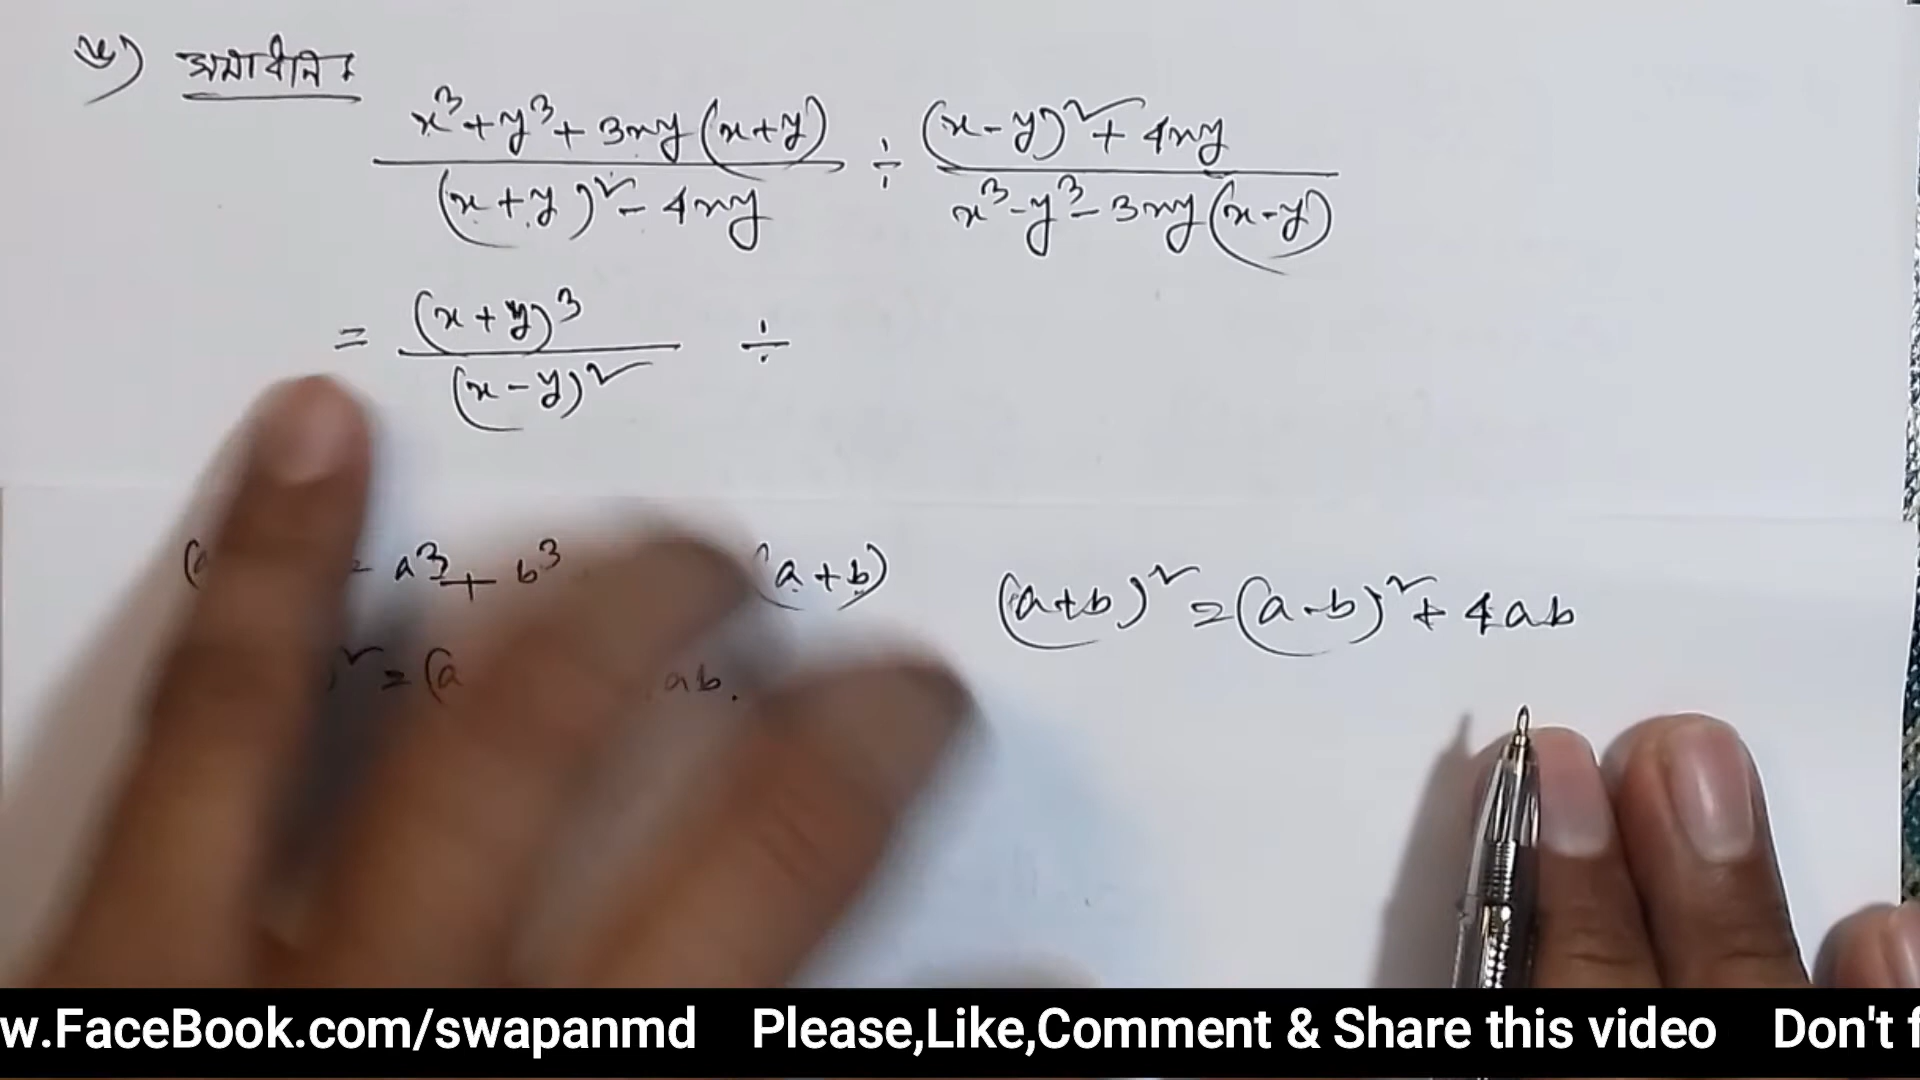 ঙ) সমাধান :
x³+y³+3xy(x+y) / (x+y)²-4xy ÷ (x-y)²+4xy / x³-y³-3xy(x-y)
= (x+y)³ / (x-y)² ÷
= a³ + b³ (a+b)
(a+b)² = (a-b)² + 4ab
² = (a ab.
w.FaceBook.com/swapanmd Please,Like,Comment & Share this video Don't f